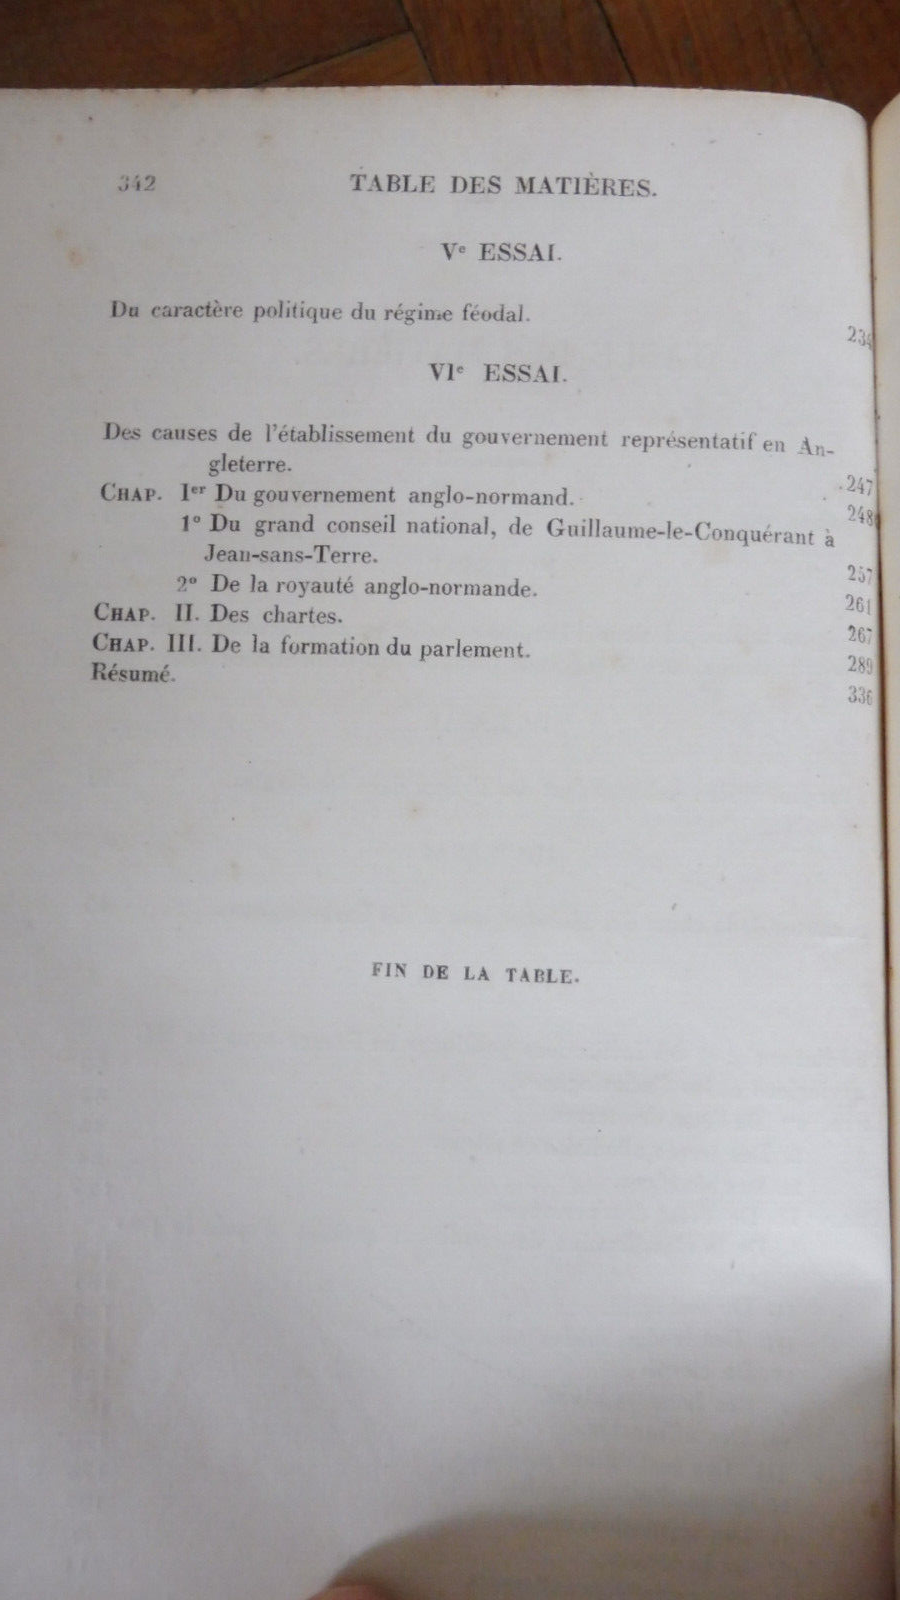 342 TABLE DES MATIÈRES.
Ve ESSAI.
Du caractère politique du régime féodal. 234
VIe ESSAI.
Des causes de l'établissement du gouvernement représentatif en An-
gleterre. 247
CHAP. Ier Du gouvernement anglo-normand. 248
1° Du grand conseil national, de Guillaume-le-Conquérant à
Jean-sans-Terre. 257
2° De la royauté anglo-normande. 261
CHAP. II. Des chartes. 267
CHAP. III. De la formation du parlement. 289
Résumé. 336
FIN DE LA TABLE.